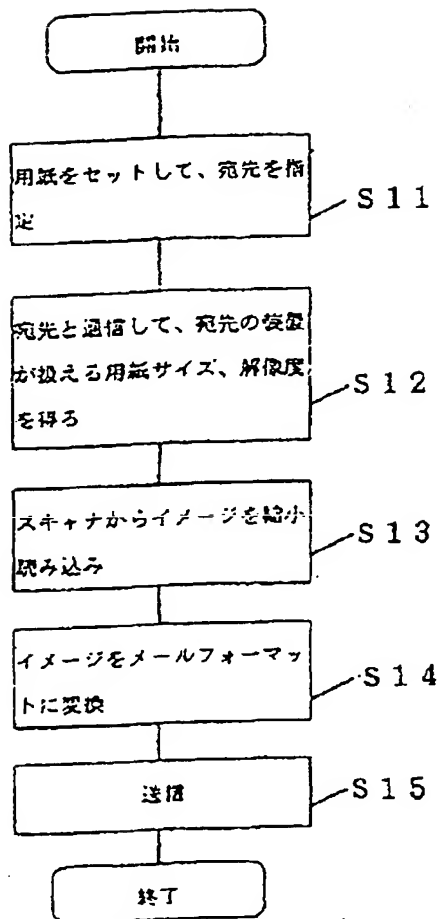 開始
用紙をセットして、宛先を指
定
S11
宛先と通信して、宛先の装置
が扱える用紙サイズ、解像度
を得る
S12
スキャナからイメージを縮小
読み込み
S13
イメージをメールフォーマッ
トに変換
S14
送信
S15
終了